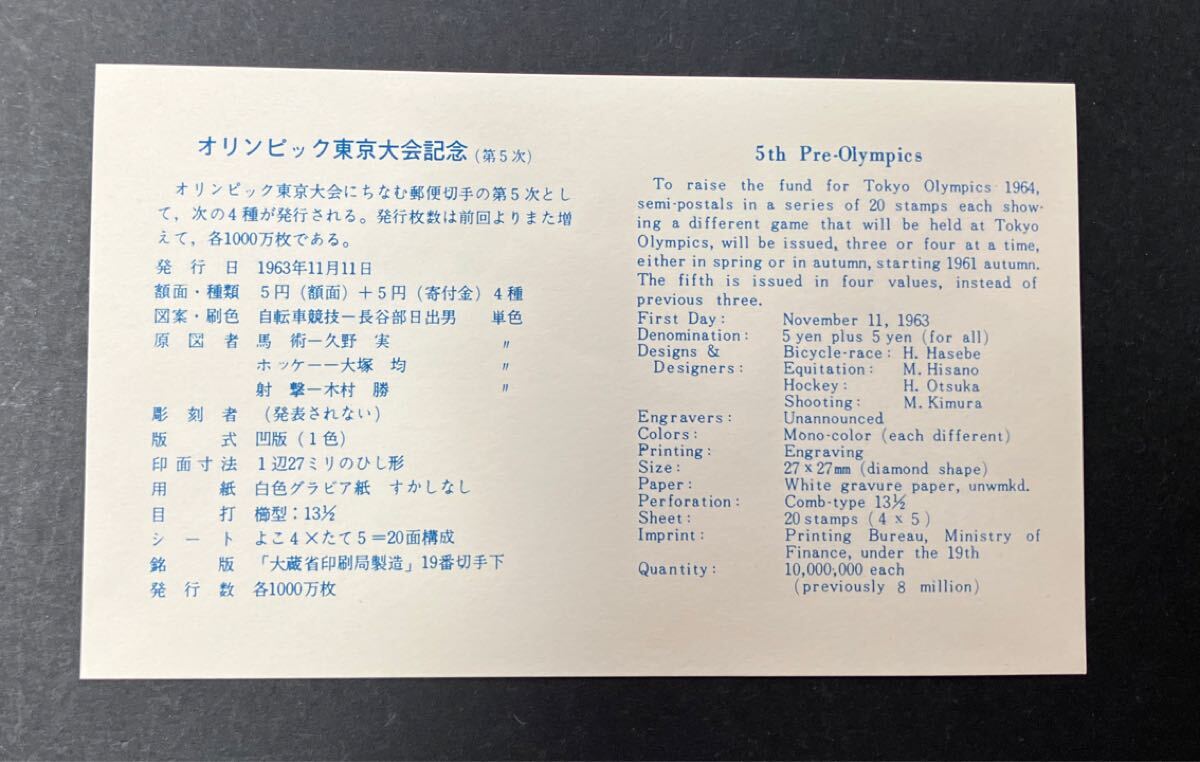 オリンピック東京大会記念(第5次)
オリンピック東京大会にちなむ郵便切手の第5次とし
て,次の4種が発行される。発行枚数は前回よりまた増
えて,各1000万枚である。
発行日 1963年11月11日
額面・種類 5円(額面)+5円(寄付金)4種
図案・刷色 自転車競技―長谷部日出男 単色
原図者 馬術―久野 実 〃
ホッケー―大塚 均 〃
射撃―木村 勝 〃
彫刻者 (発表されない)
版式 凹版(1色)
印面寸法 1辺27ミリのひし形
用紙 白色グラビア紙 すかしなし
目打 櫛型:13½
シート よこ4×たて5=20面構成
銘版 「大蔵省印刷局製造」19番切手下
発行数 各1000万枚
5th Pre-Olympics
To raise the fund for Tokyo Olympics 1964,
semi-postals in a series of 20 stamps each show-
ing a different game that will be held at Tokyo
Olympics, will be issued, three or four at a time,
either in spring or in autumn, starting 1961 autumn.
The fifth is issued in four values, instead of
previous three.
First Day: November 11, 1963
Denomination: 5 yen plus 5 yen (for all)
Designs & Bicycle-race: H. Hasebe
Designers: Equitation: M. Hisano
Hockey: H. Otsuka
Shooting: M. Kimura
Engravers: Unannounced
Colors: Mono-color (each different)
Printing: Engraving
Size: 27×27mm (diamond shape)
Paper: White gravure paper, unwmkd.
Perforation: Comb-type 13½
Sheet: 20 stamps (4 × 5)
Imprint: Printing Bureau, Ministry of
Finance, under the 19th
Quantity: 10,000,000 each
(previously 8 million)